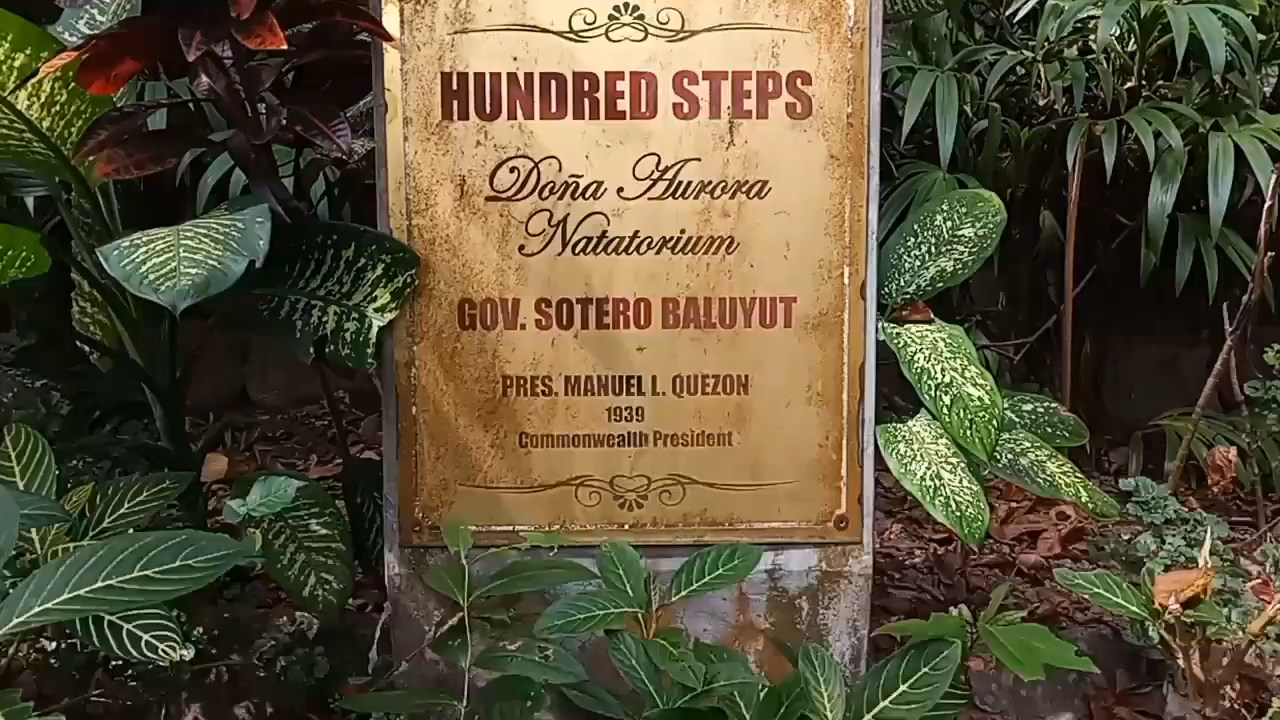 HUNDRED STEPS
Doña Aurora
Natatorium
GOV. SOTERO BALUYUT
PRES. MANUEL L. QUEZON
1939
Commonwealth President